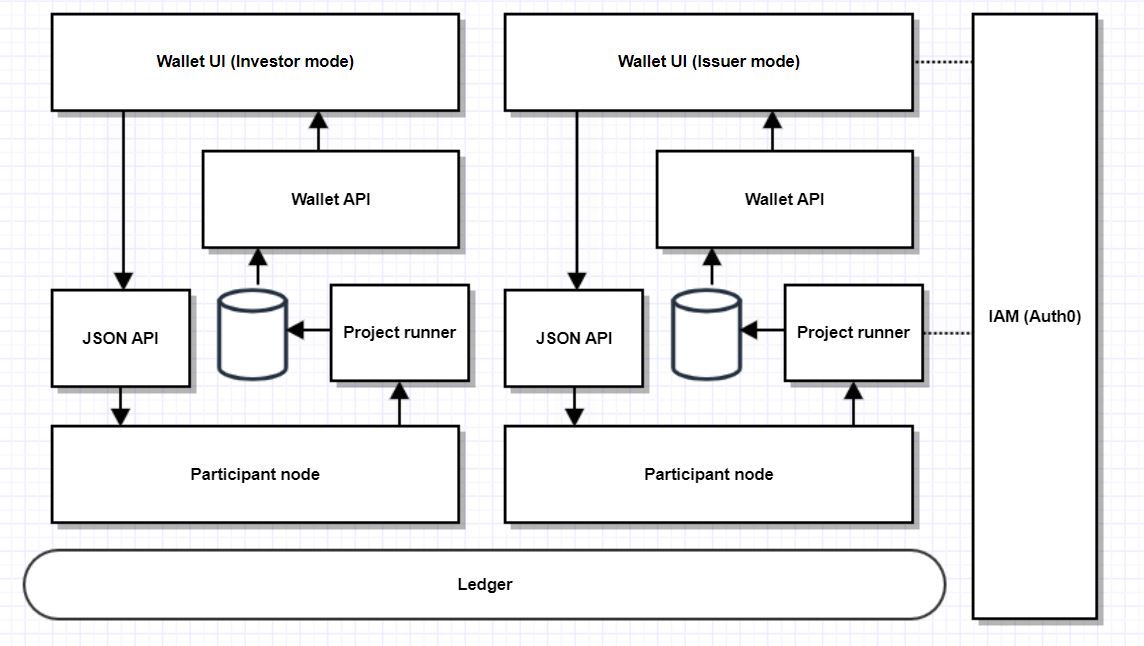 Wallet UI (Investor mode)
Wallet UI (Issuer mode)
Wallet API
Wallet API
JSON API
Project runner
JSON API
Project runner
IAM (Auth0)
Participant node
Participant node
Ledger